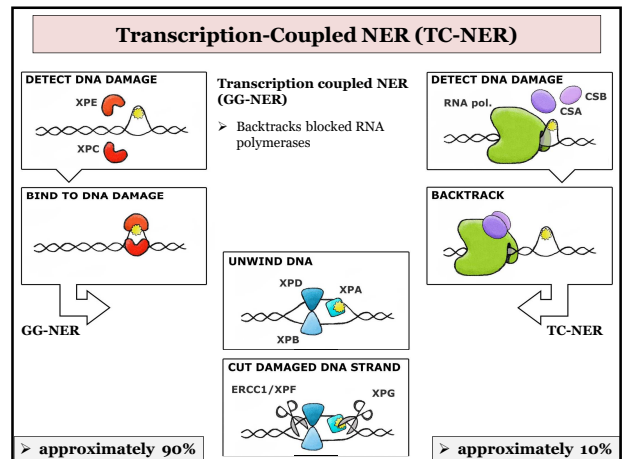 Transcription-Coupled NER (TC-NER)
DETECT DNA DAMAGE
XPE
XPC
BIND TO DNA DAMAGE
GG-NER
➢ approximately 90%
Transcription coupled NER
(GG-NER)
➢ Backtracks blocked RNA
polymerases
UNWIND DNA
XPD
XPA
XPB
CUT DAMAGED DNA STRAND
ERCC1/XPF
XPG
DETECT DNA DAMAGE
RNA pol.
CSB
CSA
BACKTRACK
TC-NER
➢ approximately 10%